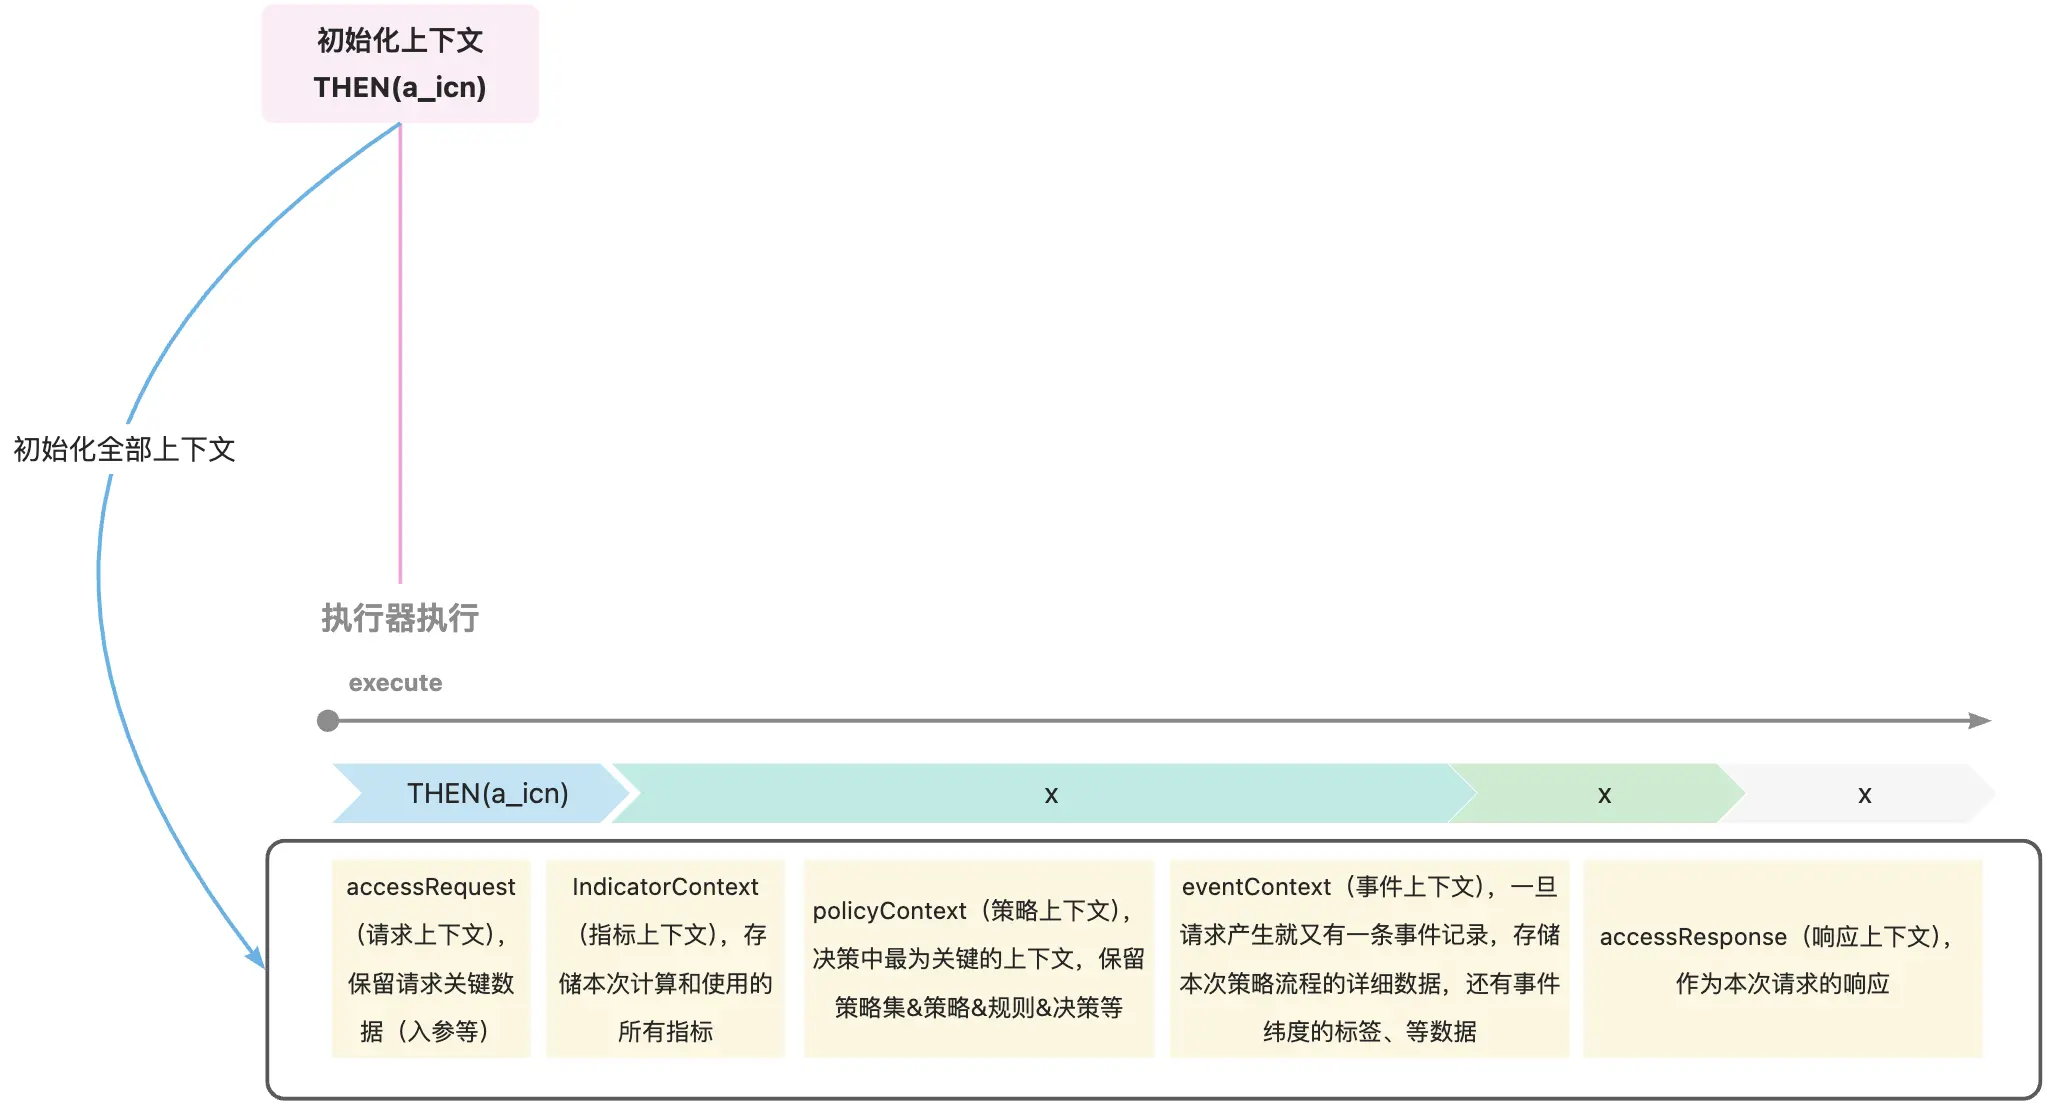 初始化上下文
THEN(a_icn)
初始化全部上下文
执行器执行
execute
THEN(a_icn)
x
x
x
accessRequest
（请求上下文），
保留请求关键数
据（入参等）
IndicatorContext
（指标上下文），存
储本次计算和使用的
所有指标
policyContext（策略上下文），
决策中最为关键的上下文，保留
策略集&策略&规则&决策等
eventContext（事件上下文），一旦
请求产生就又有一条事件记录，存储
本次策略流程的详细数据，还有事件
纬度的标签、等数据
accessResponse（响应上下文），
作为本次请求的响应